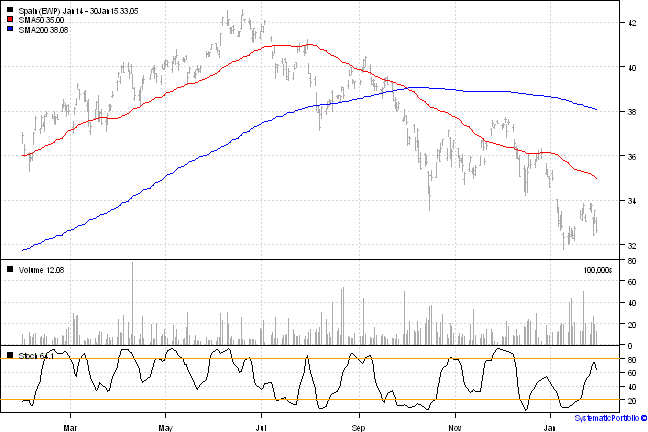 Spain (EWP) Jan14 - 30Jan15 33.05
SMA50 35.00
SMA200 38.08
42
40
38
36
34
32
Volume 12.08
100,000s
80
60
40
20
0
Stoch 64.1
80
60
40
20
Mar May Jul Sep Nov Jan
SystematicPortfolio ©